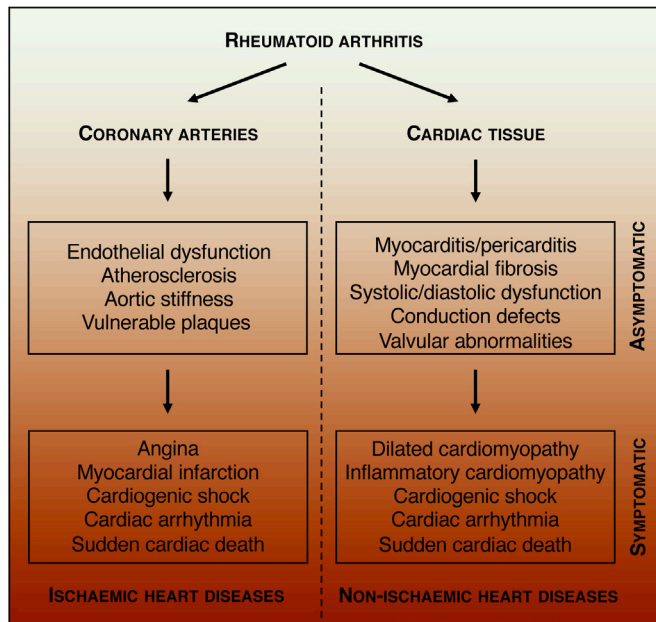 RHEUMATOID ARTHRITIS
CORONARY ARTERIES
CARDIAC TISSUE
Endothelial dysfunction
Atherosclerosis
Aortic stiffness
Vulnerable plaques
Myocarditis/pericarditis
Myocardial fibrosis
Systolic/diastolic dysfunction
Conduction defects
Valvular abnormalities
ASYMPTOMATIC
Angina
Myocardial infarction
Cardiogenic shock
Cardiac arrhythmia
Sudden cardiac death
Dilated cardiomyopathy
Inflammatory cardiomyopathy
Cardiogenic shock
Cardiac arrhythmia
Sudden cardiac death
SYMPTOMATIC
ISCHAEMIC HEART DISEASES
NON-ISCHAEMIC HEART DISEASES